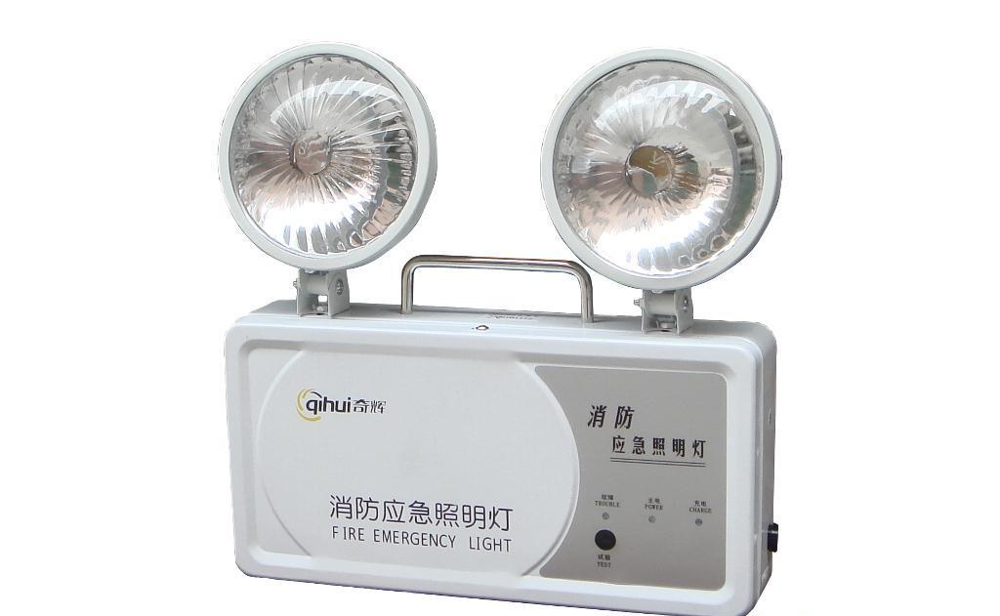 qihui奇辉
消防应急照明灯
FIRE EMERGENCY LIGHT
消防
应急照明灯
故障 主电 充电
TROUBLE POWER CHARGE
试验
TEST